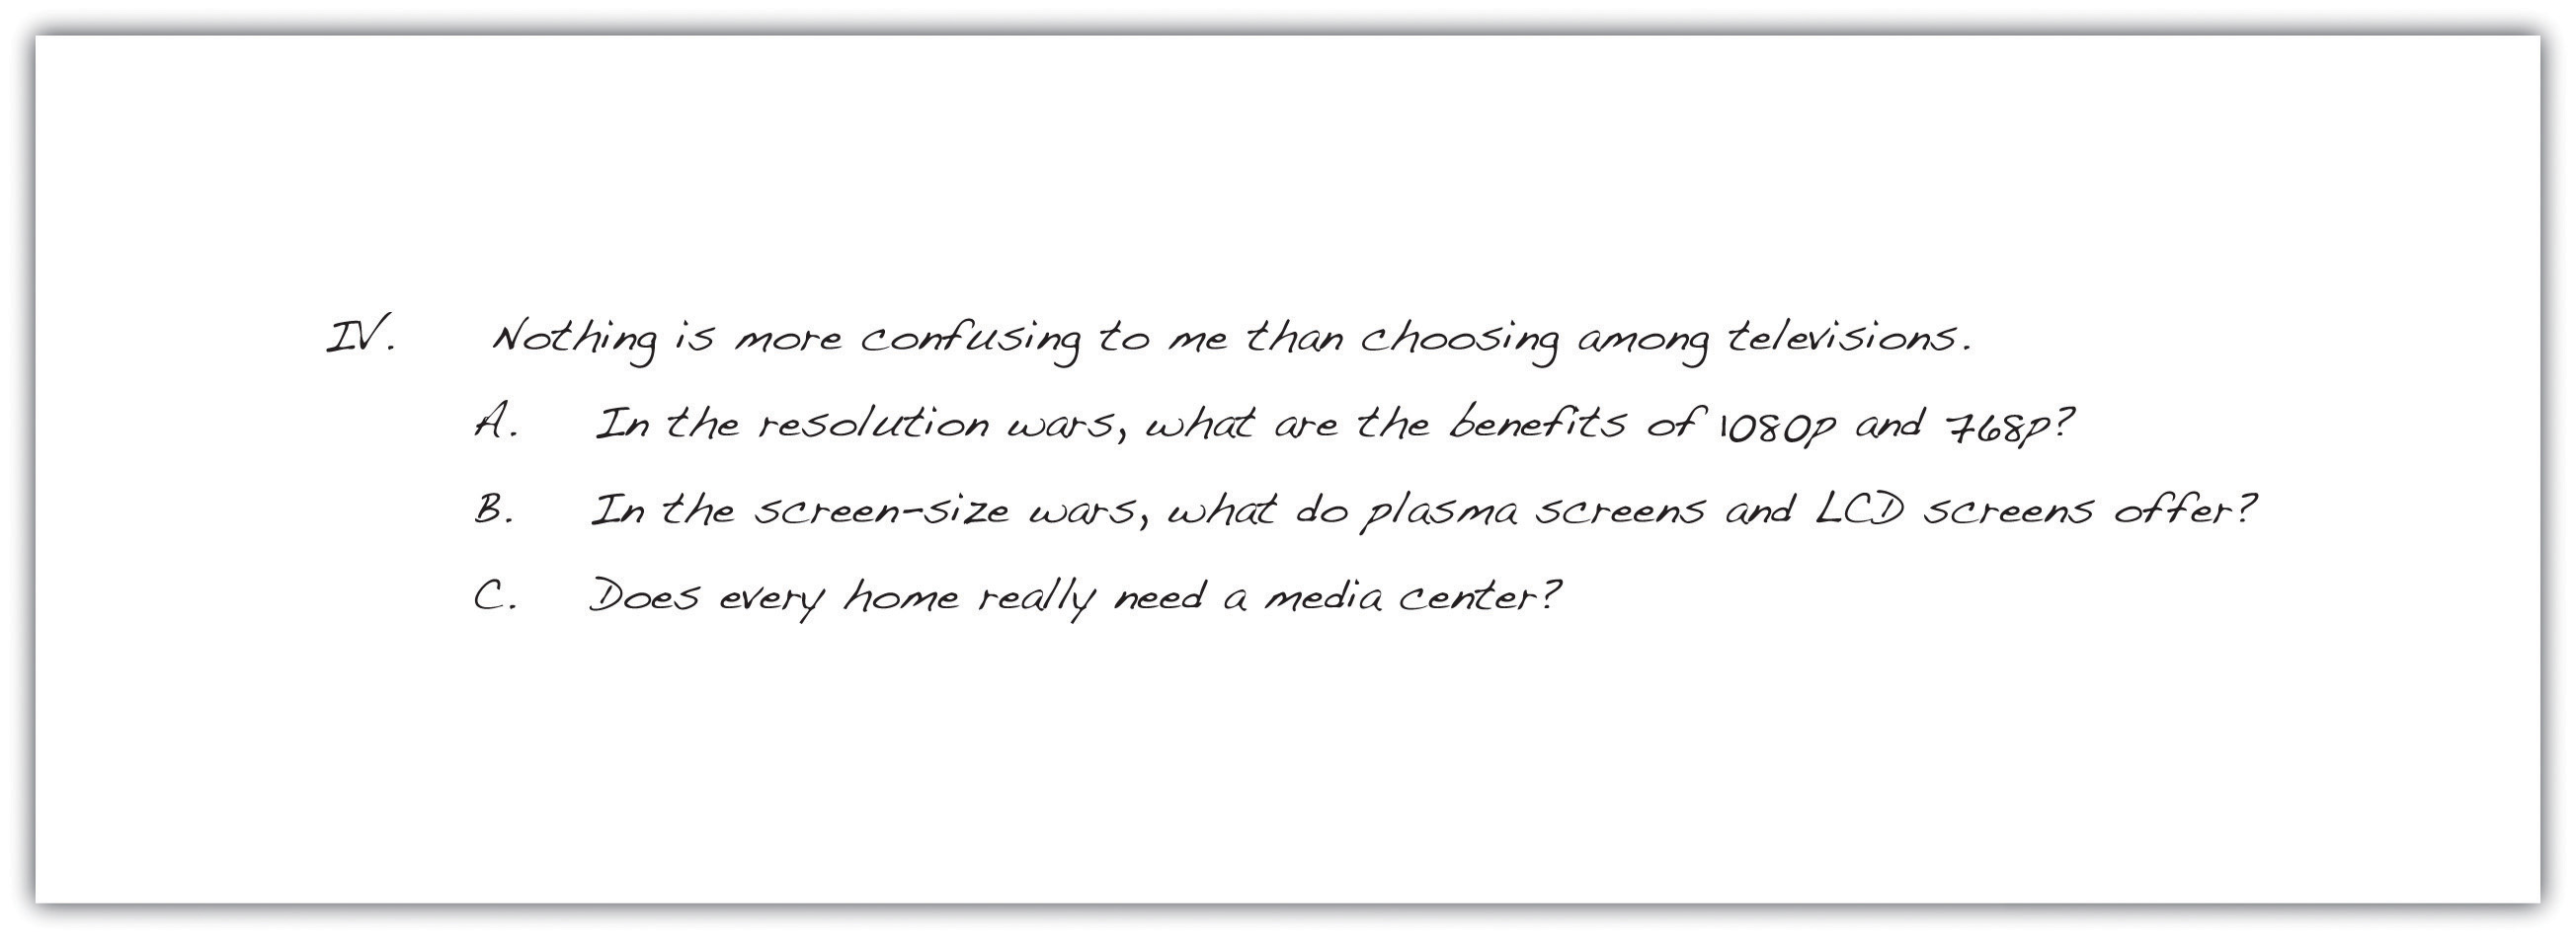 IV. Nothing is more confusing to me than choosing among televisions.
A. In the resolution wars, what are the benefits of 1080p and 768p?
B. In the screen-size wars, what do plasma screens and LCD screens offer?
C. Does every home really need a media center?